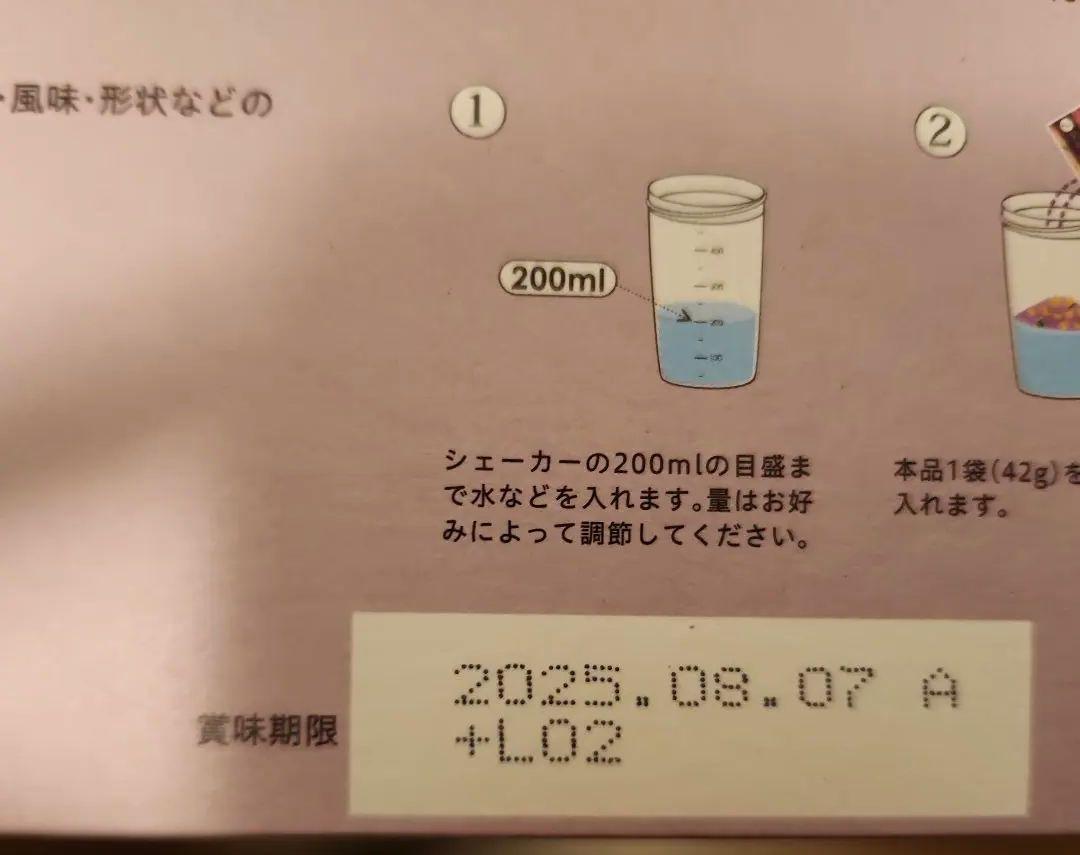 ・風味・形状などの
1
2
200ml
シェーカーの200mlの目盛ま
で水などを入れます。量はお好
みによって調節してください。
本品1袋(42g)を
入れます。
賞味期限
2025.08.07 A
+L02